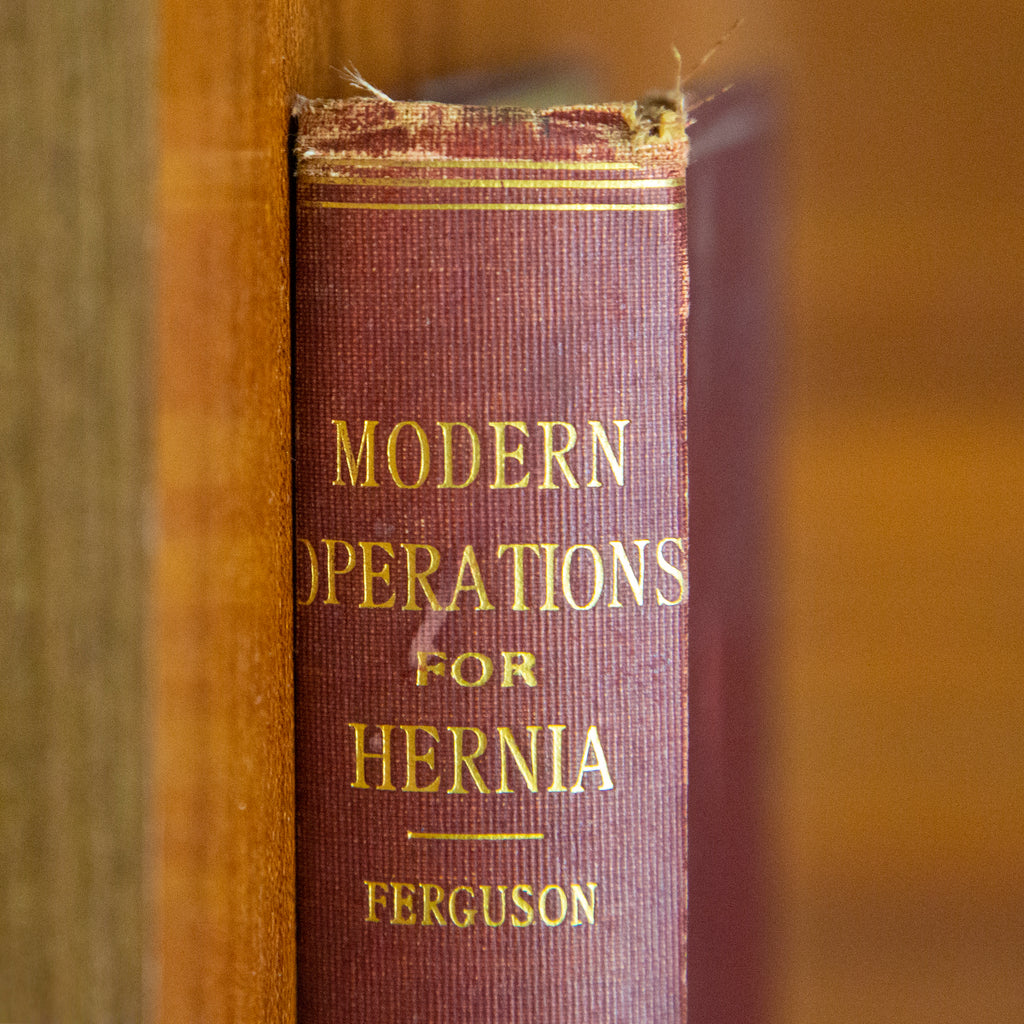 MODERN
OPERATIONS
FOR
HERNIA
FERGUSON